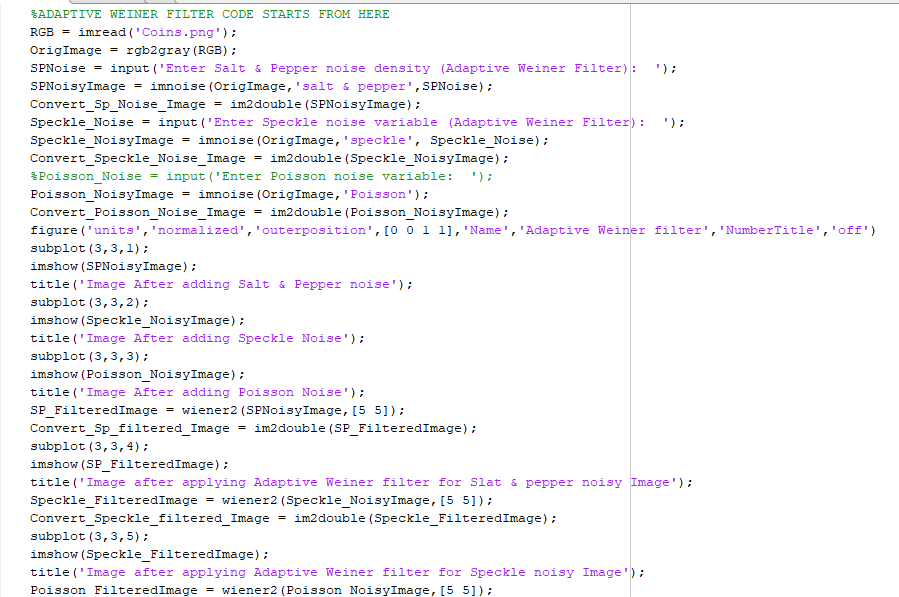 %ADAPTIVE WEINER FILTER CODE STARTS FROM HERE
RGB = imread('Coins.png');
OrigImage = rgb2gray(RGB);
SPNoise = input('Enter Salt & Pepper noise density (Adaptive Weiner Filter):  ');
SPNoisyImage = imnoise(OrigImage,'salt & pepper',SPNoise);
Convert_Sp_Noise_Image = im2double(SPNoisyImage);
Speckle_Noise = input('Enter Speckle noise variable (Adaptive Weiner Filter):  ');
Speckle_NoisyImage = imnoise(OrigImage,'speckle', Speckle_Noise);
Convert_Speckle_Noise_Image = im2double(Speckle_NoisyImage);
%Poisson_Noise = input('Enter Poisson noise variable:  ');
Poisson_NoisyImage = imnoise(OrigImage,'Poisson');
Convert_Poisson_Noise_Image = im2double(Poisson_NoisyImage);
figure('units','normalized','outerposition',[0 0 1 1],'Name','Adaptive Weiner filter','NumberTitle','off')
subplot(3,3,1);
imshow(SPNoisyImage);
title('Image After adding Salt & Pepper noise');
subplot(3,3,2);
imshow(Speckle_NoisyImage);
title('Image After adding Speckle Noise');
subplot(3,3,3);
imshow(Poisson_NoisyImage);
title('Image After adding Poisson Noise');
SP_FilteredImage = wiener2(SPNoisyImage,[5 5]);
Convert_Sp_filtered_Image = im2double(SP_FilteredImage);
subplot(3,3,4);
imshow(SP_FilteredImage);
title('Image after applying Adaptive Weiner filter for Slat & pepper noisy Image');
Speckle_FilteredImage = wiener2(Speckle_NoisyImage,[5 5]);
Convert_Speckle_filtered_Image = im2double(Speckle_FilteredImage);
subplot(3,3,5);
imshow(Speckle_FilteredImage);
title('Image after applying Adaptive Weiner filter for Speckle noisy Image');
Poisson_FilteredImage = wiener2(Poisson_NoisyImage,[5 5]);